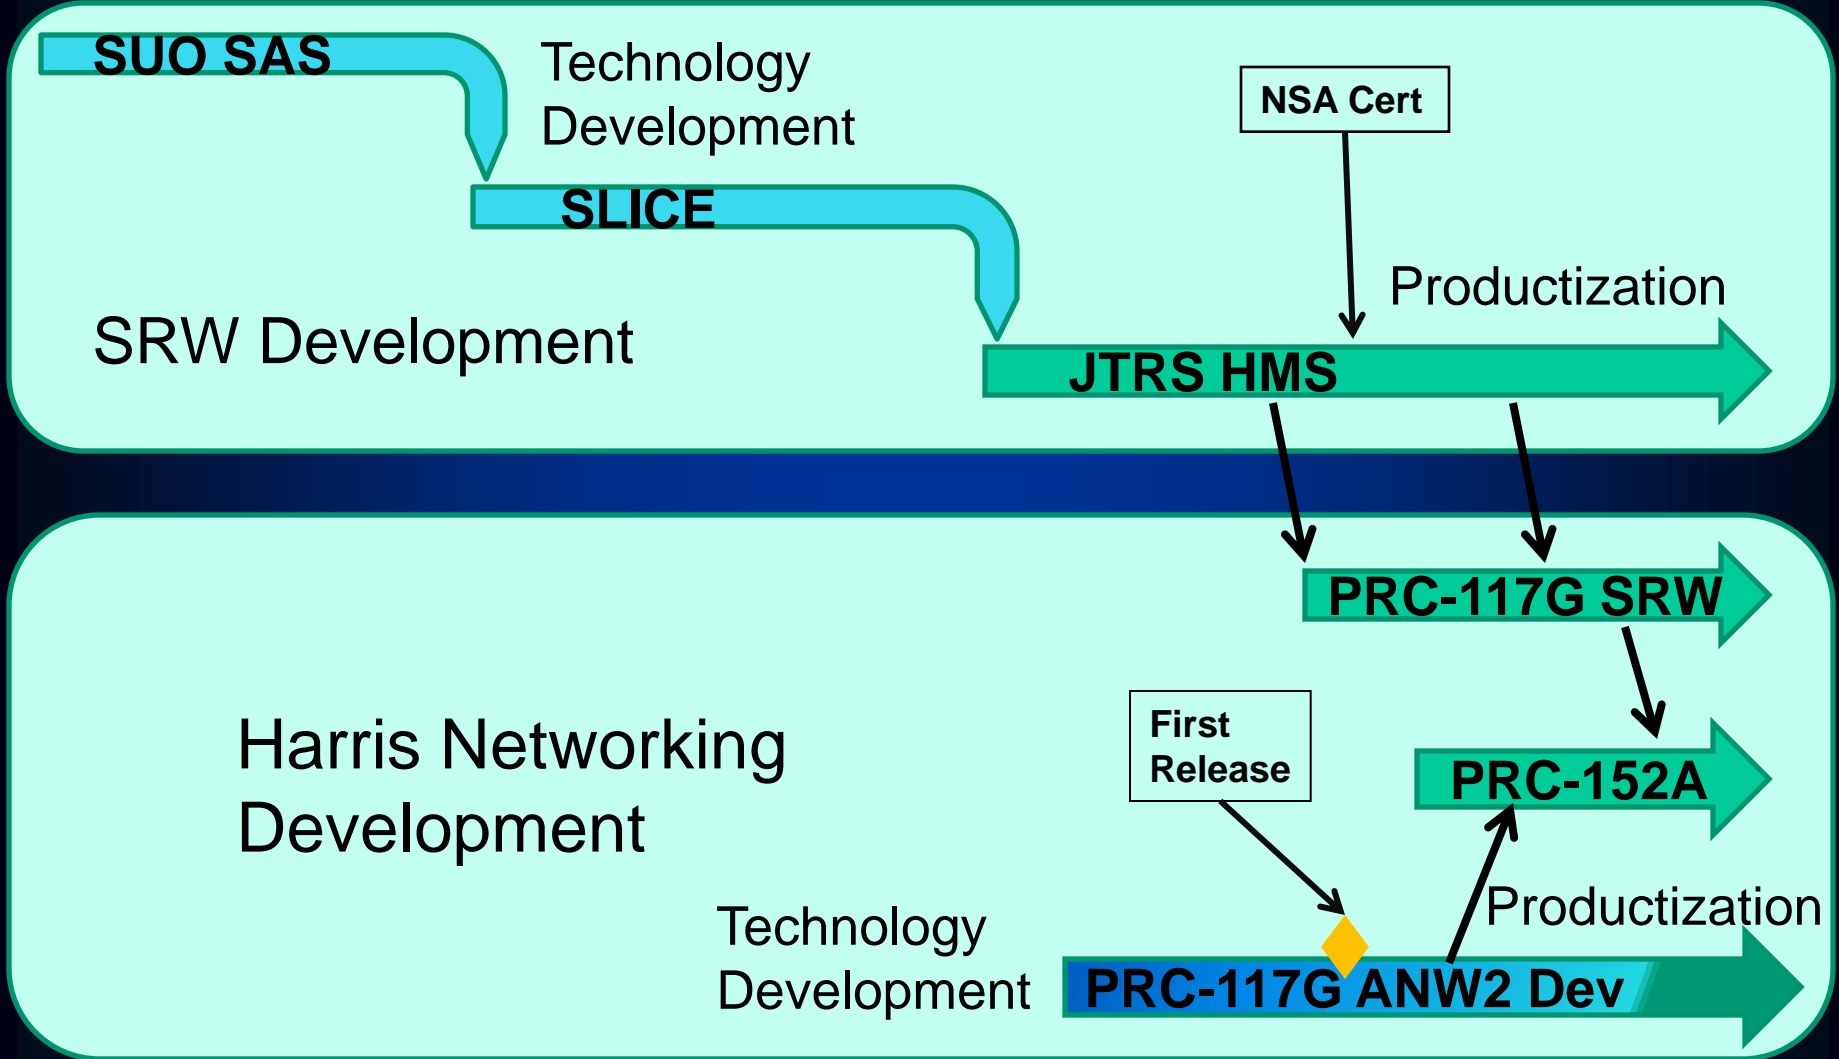 SUO SAS
Technology
Development
NSA Cert
SLICE
Productization
SRW Development
JTRS HMS
PRC-117G SRW
First
Release
Harris Networking
Development
PRC-152A
Productization
Technology
Development
PRC-117G ANW2 Dev